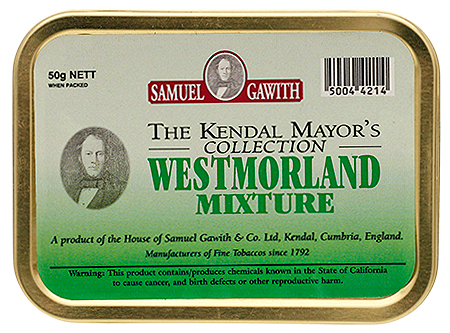 50g NETT
WHEN PACKED
SAMUEL GAWITH
5004 4214
THE KENDAL MAYOR'S
COLLECTION
WESTMORLAND
MIXTURE
A product of the House of Samuel Gawith & Co. Ltd, Kendal, Cumbria, England.
Manufacturers of Fine Tobaccos since 1792
Warning: This product contains/produces chemicals known in the State of California
to cause cancer, and birth defects or other reproductive harm.